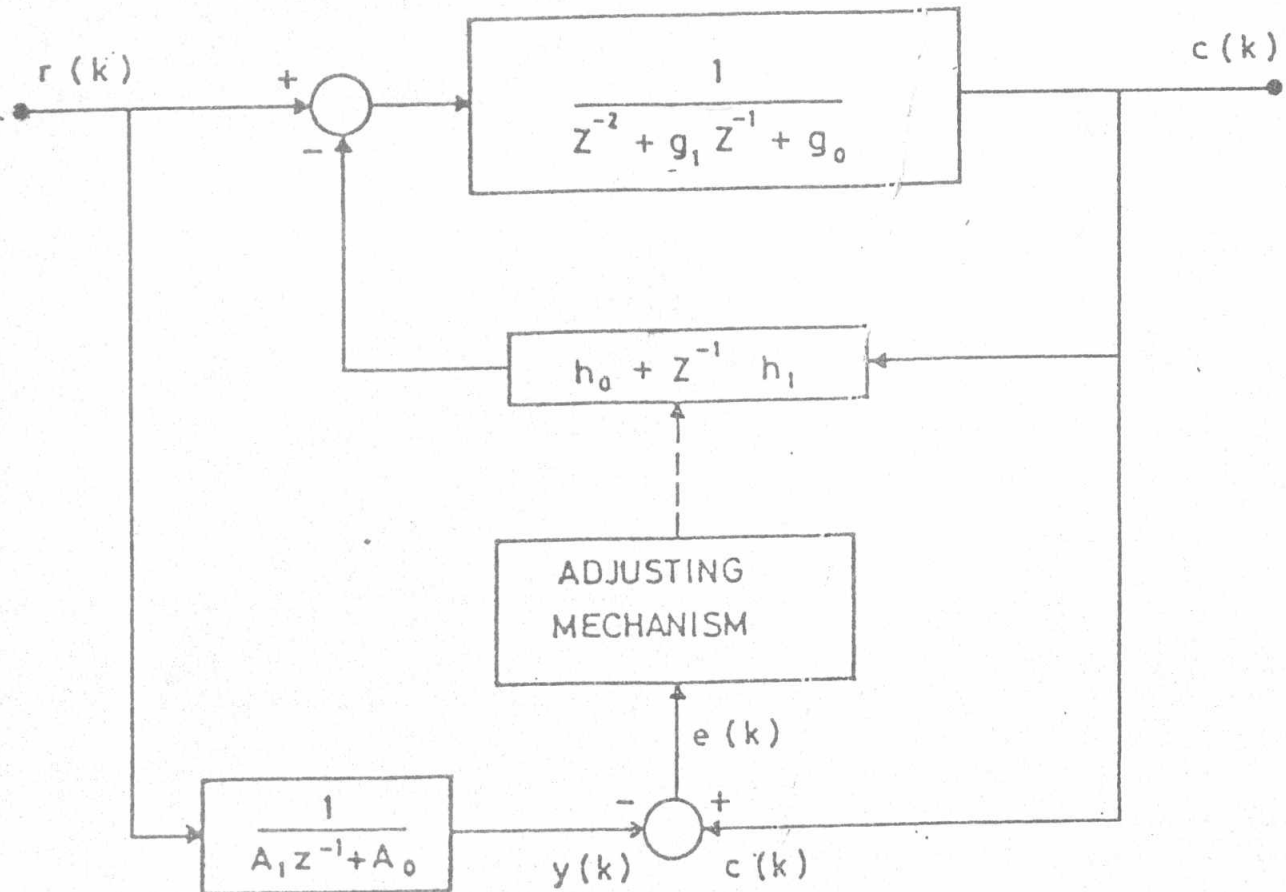 r(k)
c(k)
+
-
1
Z⁻² + g₁ Z⁻¹ + g₀
h₀ + Z⁻¹ h₁
ADJUSTING
MECHANISM
e(k)
1
A₁ z⁻¹ + A₀
-
+
y(k)
c(k)